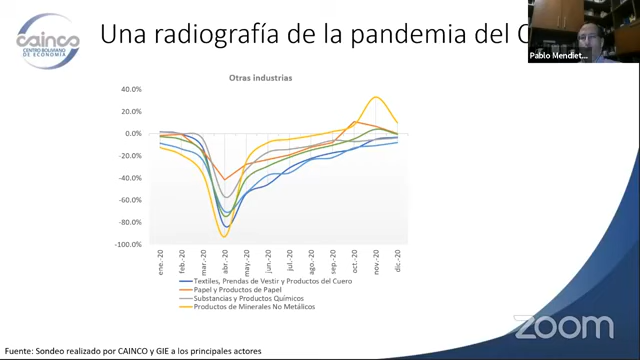 cainco
CENTRO BOLIVIANO
DE ECONOMÍA
Una radiografía de la pandemia del C
Pablo Mendiet...
Otras industrias
40.0%
20.0%
0.0%
-20.0%
-40.0%
-60.0%
-80.0%
-100.0%
ene.-20
feb.-20
mar.-20
abr.-20
may.-20
jun.-20
jul.-20
ago.-20
sep.-20
oct.-20
nov.-20
dic.-20
Textiles, Prendas de Vestir y Productos del Cuero
Papel y Productos de Papel
Substancias y Productos Químicos
Productos de Minerales No Metálicos
zoom
Fuente: Sondeo realizado por CAINCO y GIE a los principales actores